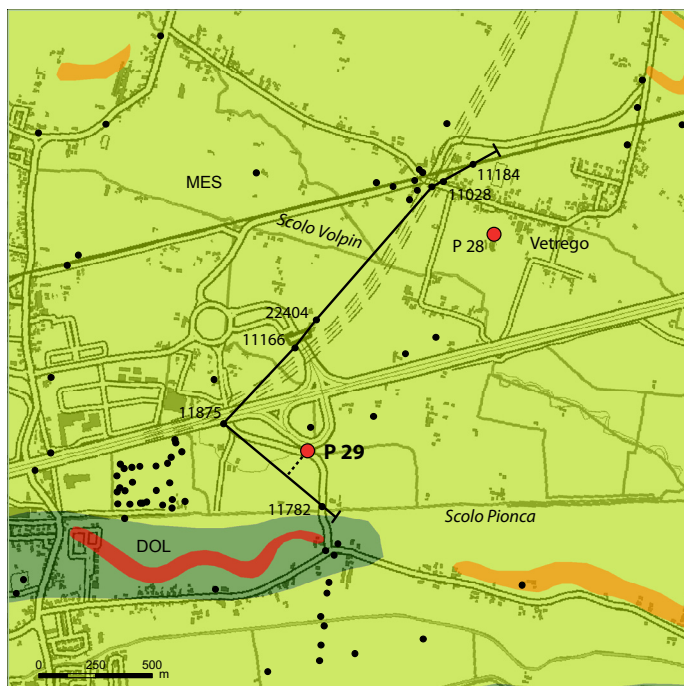 MES
11184
11028
Scolo Volpin
P 28
Vetrego
22404
11166
11875
P 29
11782
Scolo Pionca
DOL
0 250 500
m